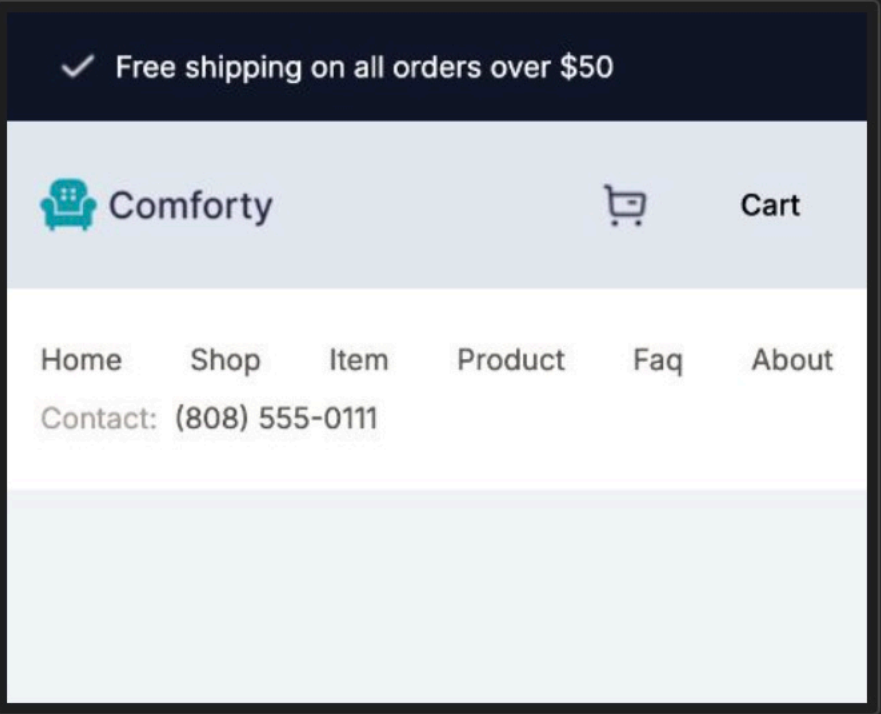 Free shipping on all orders over $50
Comforty Cart
Home Shop Item Product Faq About
Contact: (808) 555-0111